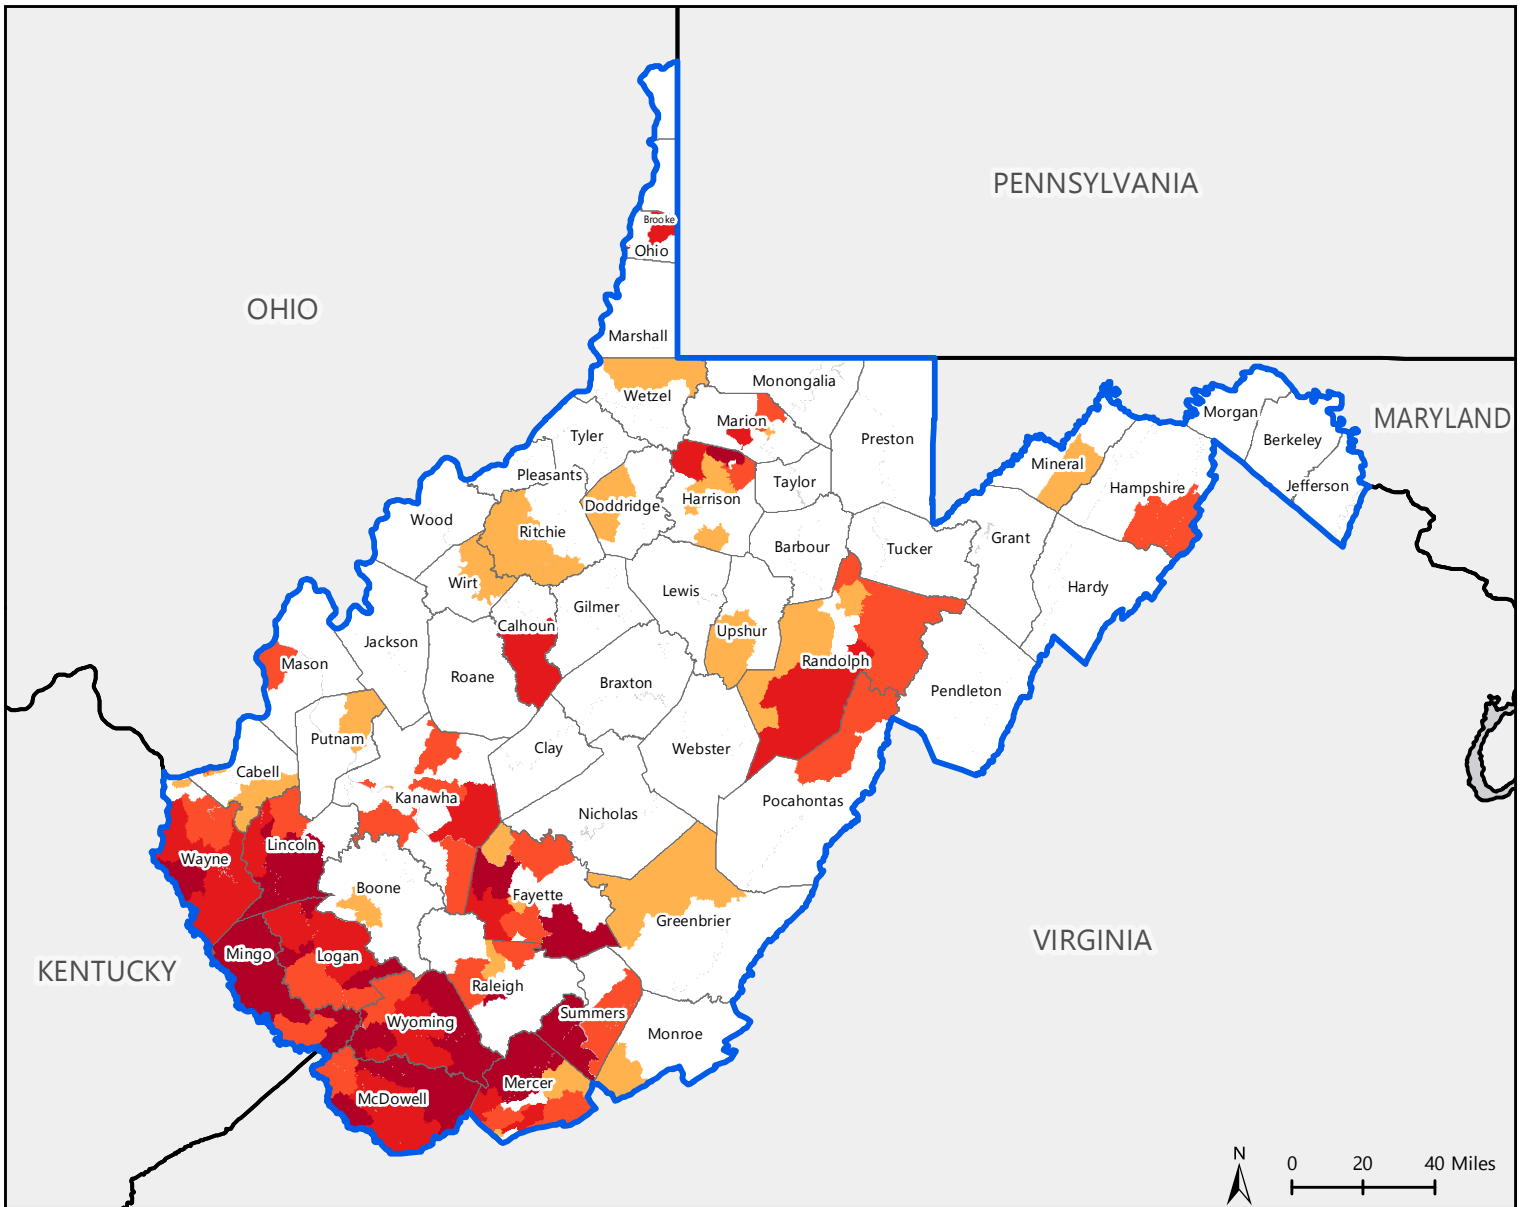 PENNSYLVANIA
Brooke
Ohio
OHIO
Marshall
Monongalia
Wetzel
MARYLAND
Morgan
Marion
Tyler
Preston
Berkeley
Mineral
Pleasants
Taylor
Hampshire
Jefferson
Harrison
Doddridge
Wood
Ritchie
Grant
Barbour
Tucker
Wirt
Lewis
Hardy
Gilmer
Calhoun
Upshur
Jackson
Mason
Randolph
Roane
Braxton
Pendleton
Putnam
Clay
Webster
Cabell
Kanawha
Pocahontas
Nicholas
Lincoln
Wayne
Boone
Fayette
Greenbrier
VIRGINIA
Mingo
Logan
KENTUCKY
Raleigh
Summers
Wyoming
Monroe
Mercer
McDowell
N
0 20 40 Miles